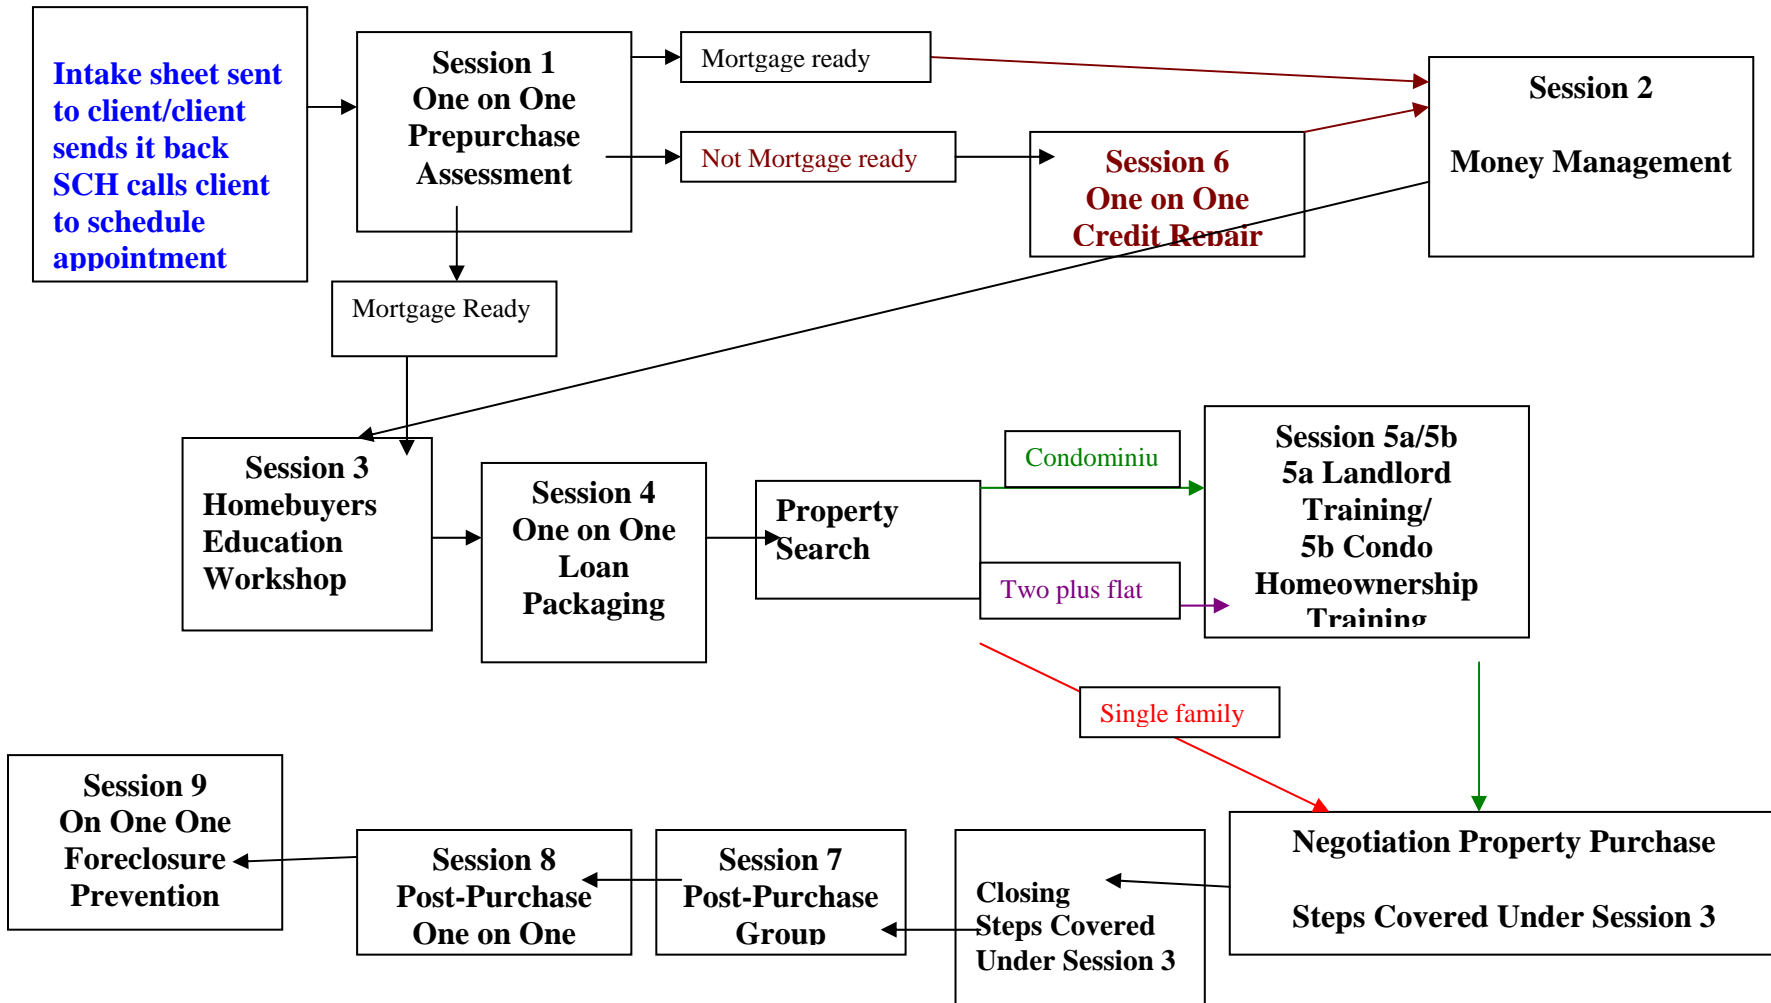 Intake sheet sent
to client/client
sends it back
SCH calls client
to schedule
appointment
Session 1
One on One
Prepurchase
Assessment
Mortgage ready
Not Mortgage ready
Session 6
One on One
Credit Repair
Session 2
Money Management
Mortgage Ready
Session 3
Homebuyers
Education
Workshop
Session 4
One on One
Loan
Packaging
Property
Search
Condominiu
Two plus flat
Single family
Session 5a/5b
5a Landlord
Training/
5b Condo
Homeownership
Training
Negotiation Property Purchase
Steps Covered Under Session 3
Closing
Steps Covered
Under Session 3
Session 7
Post-Purchase
Group
Session 8
Post-Purchase
One on One
Session 9
On One One
Foreclosure
Prevention